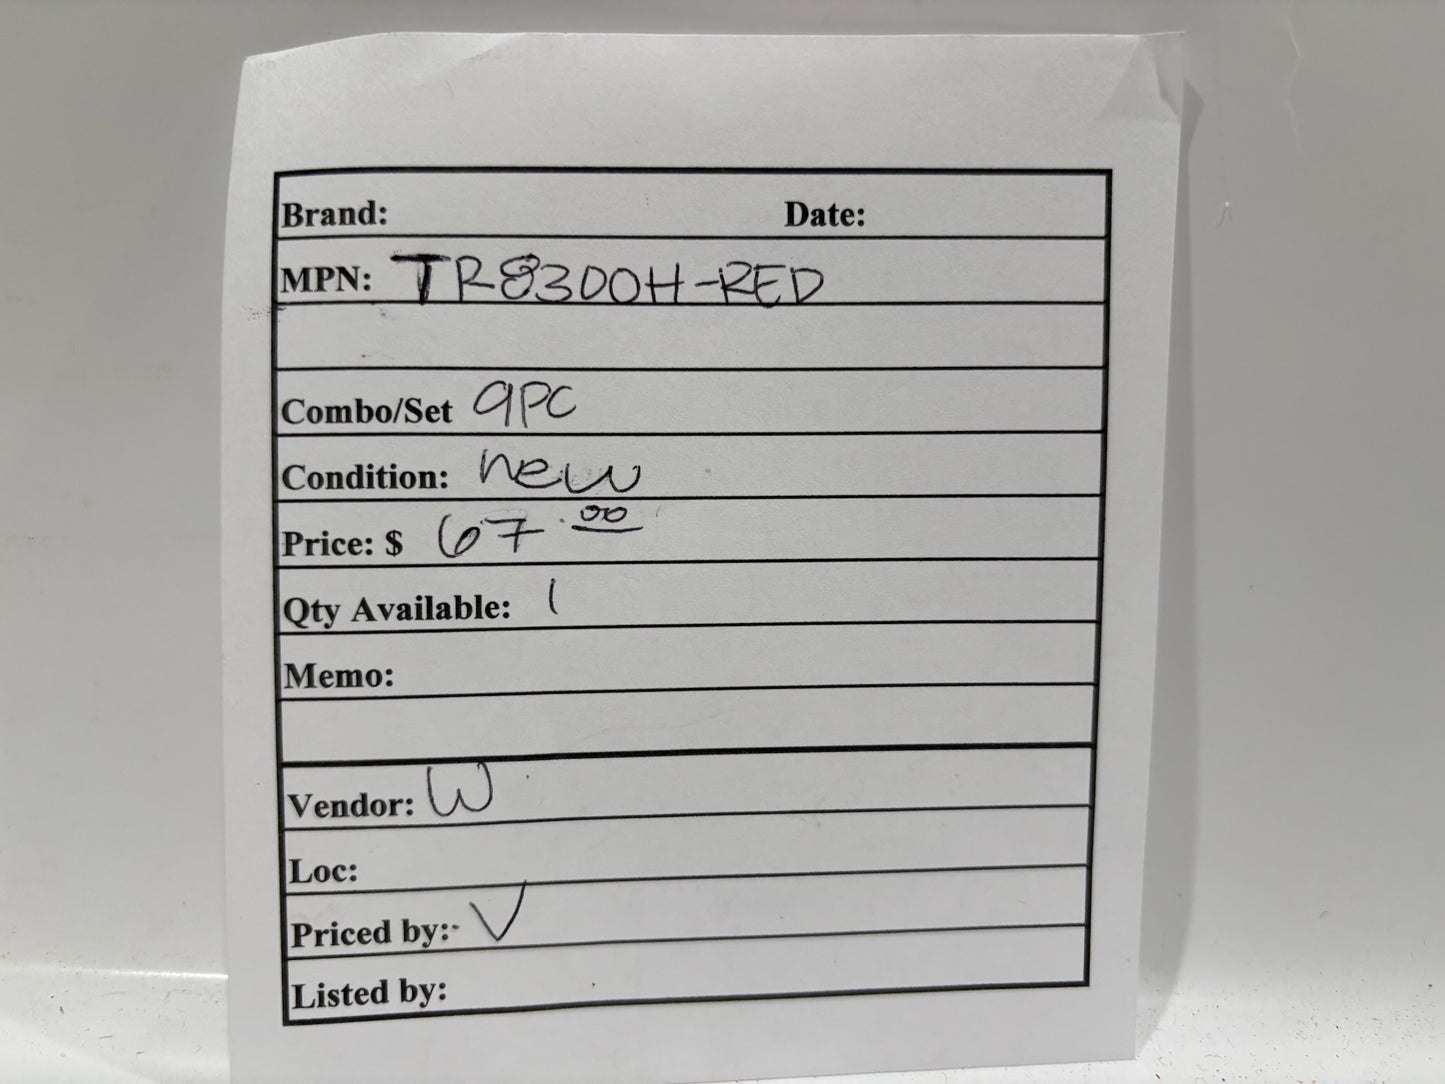 Brand: Date:
MPN: TR8300H-RED
Combo/Set 9PC
Condition: new
Price: $ 67.00
Qty Available: 1
Memo:
Vendor: W
Loc:
Priced by: V
Listed by: